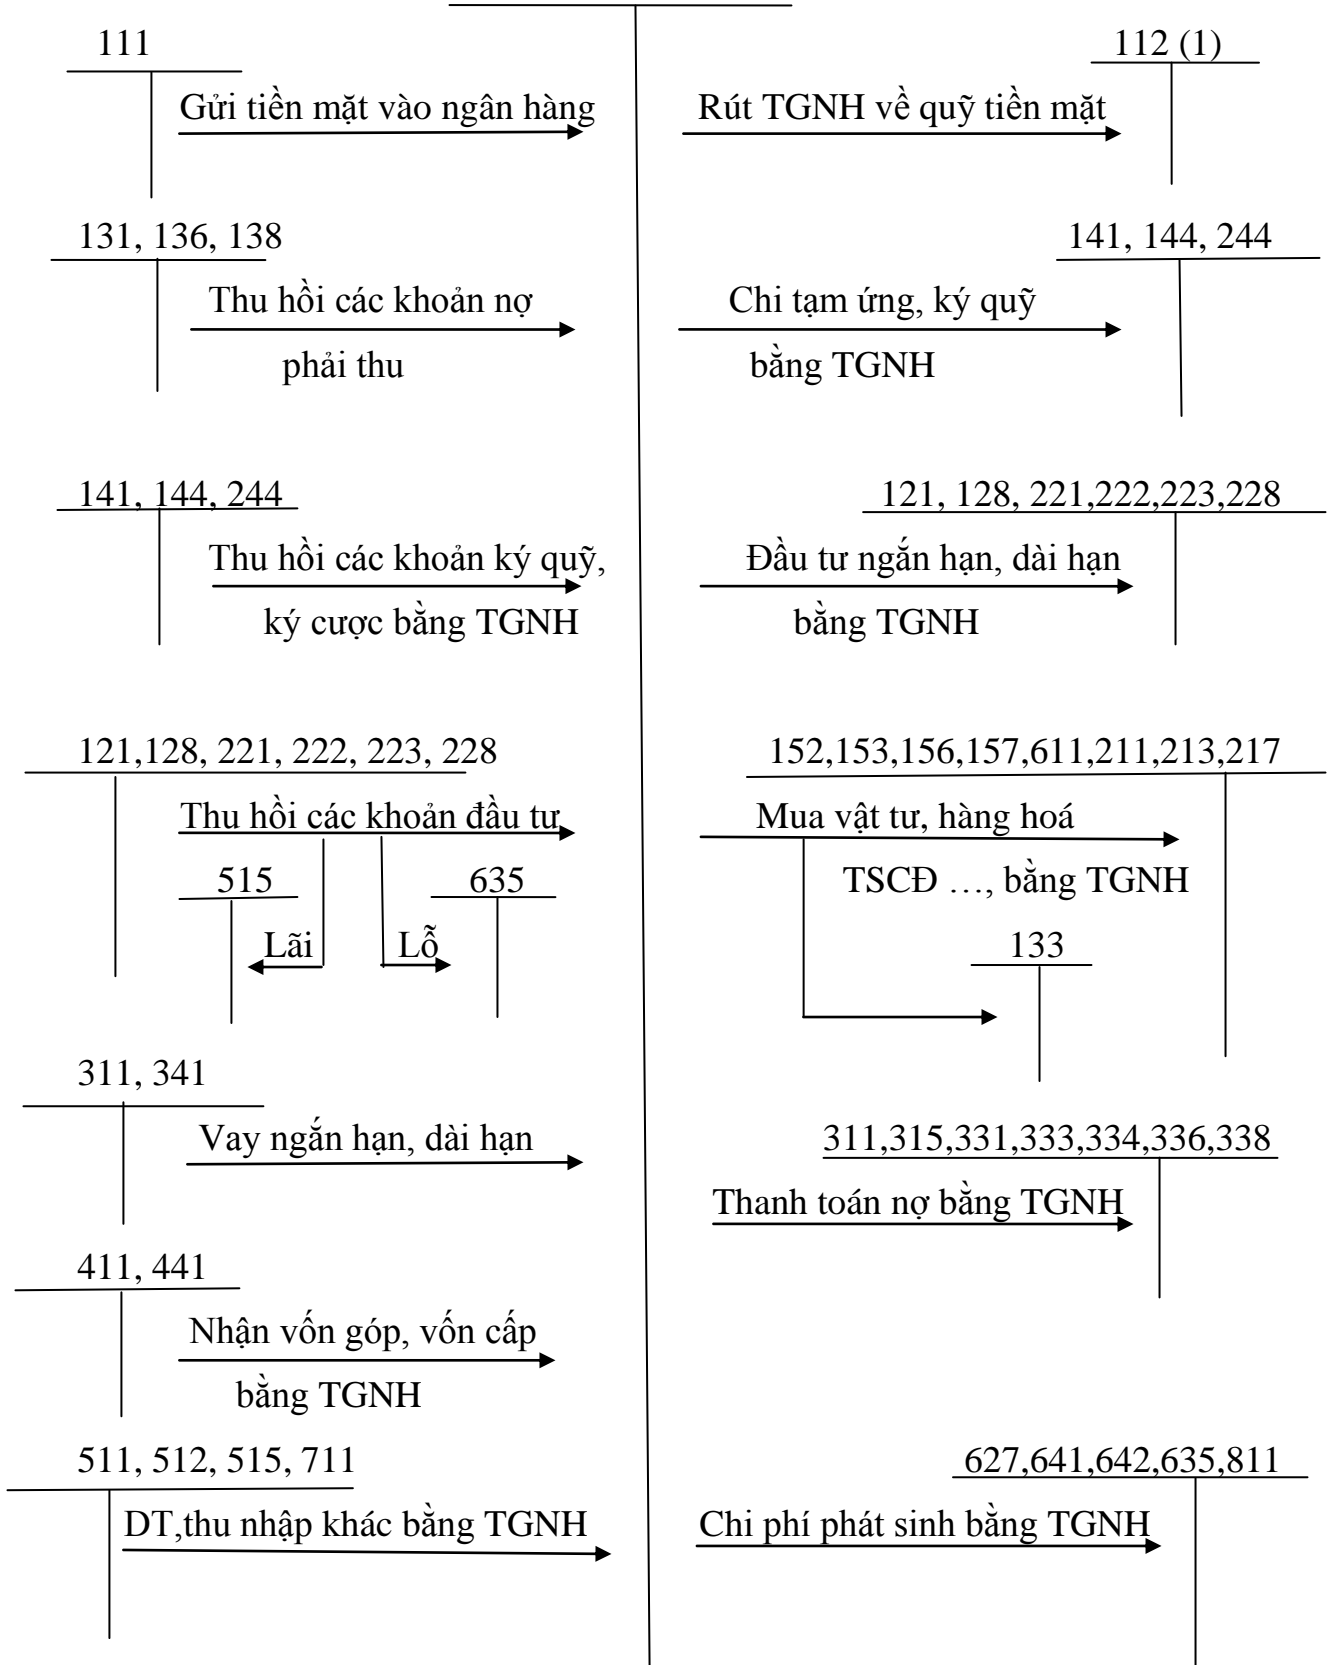 111
112 (1)
Gửi tiền mặt vào ngân hàng
Rút TGNH về quỹ tiền mặt
131, 136, 138
141, 144, 244
Thu hồi các khoản nợ
phải thu
Chi tạm ứng, ký quỹ
bằng TGNH
141, 144, 244
121, 128, 221,222,223,228
Thu hồi các khoản ký quỹ,
ký cược bằng TGNH
Đầu tư ngắn hạn, dài hạn
bằng TGNH
121,128, 221, 222, 223, 228
152,153,156,157,611,211,213,217
Thu hồi các khoản đầu tư
Mua vật tư, hàng hoá
TSCĐ …, bằng TGNH
515
635
Lãi
Lỗ
133
311, 341
Vay ngắn hạn, dài hạn
311,315,331,333,334,336,338
Thanh toán nợ bằng TGNH
411, 441
Nhận vốn góp, vốn cấp
bằng TGNH
511, 512, 515, 711
627,641,642,635,811
DT,thu nhập khác bằng TGNH
Chi phí phát sinh bằng TGNH